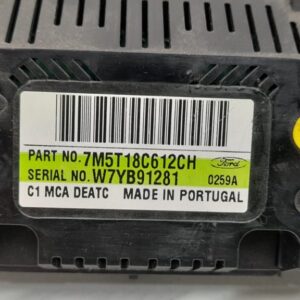 PART NO. 7M5T18C612CH Ford
SERIAL NO. W7YB91281 0259A
C1 MCA DEATC MADE IN PORTUGAL